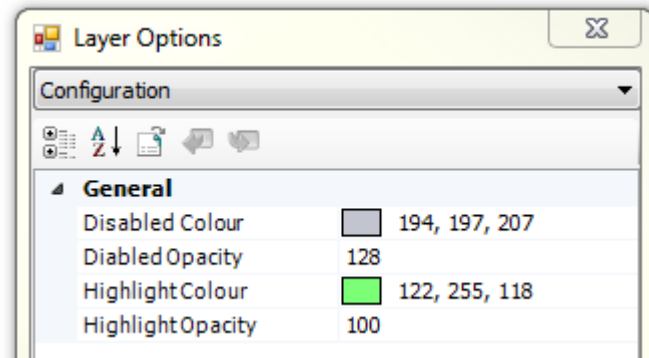 Layer Options
Configuration
A Z
General
Disabled Colour 194, 197, 207
Diabled Opacity 128
Highlight Colour 122, 255, 118
Highlight Opacity 100